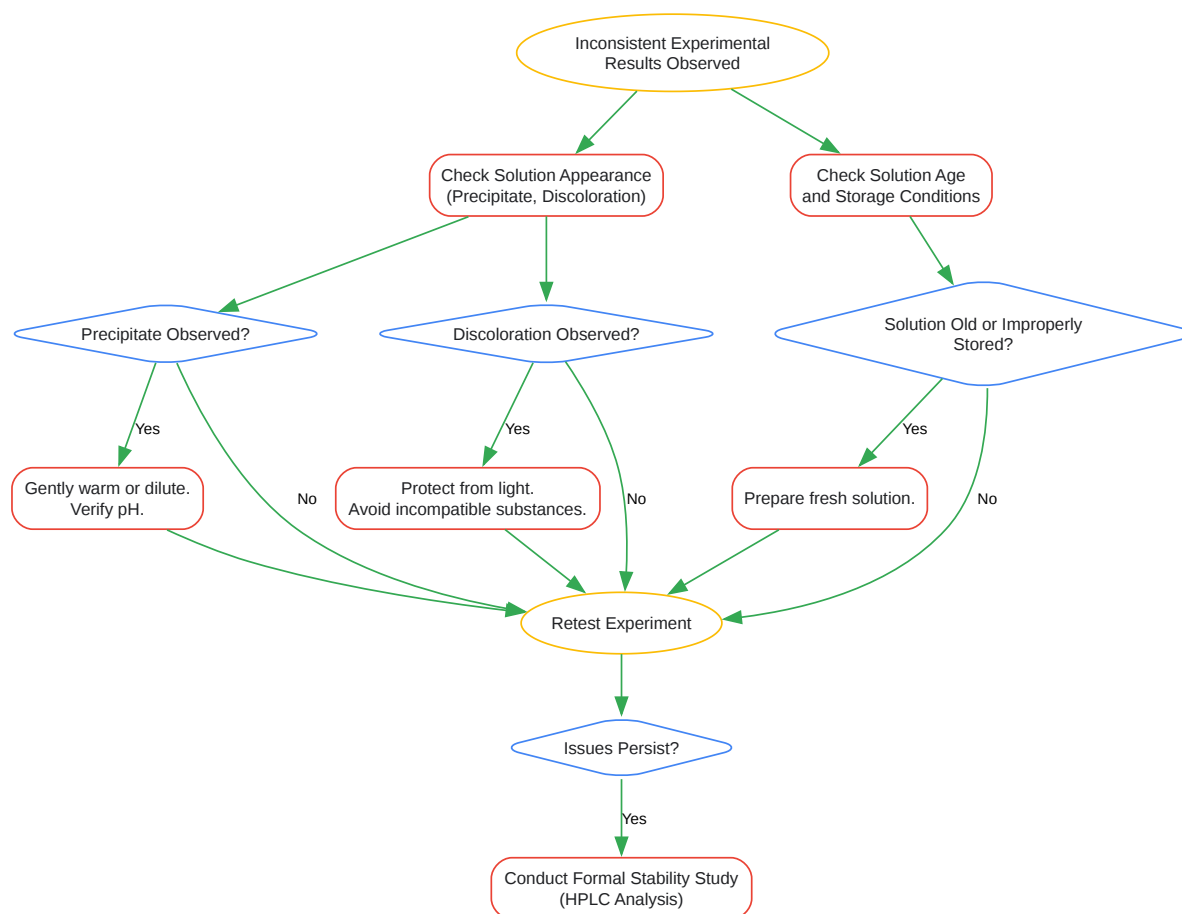 Inconsistent Experimental
Results Observed
Check Solution Appearance
(Precipitate, Discoloration)
Check Solution Age
and Storage Conditions
Precipitate Observed?
Discoloration Observed?
Solution Old or Improperly
Stored?
Yes
Yes
Yes
Gently warm or dilute.
Verify pH.
No
Protect from light.
Avoid incompatible substances.
No
Prepare fresh solution.
No
Retest Experiment
Issues Persist?
Yes
Conduct Formal Stability Study
(HPLC Analysis)